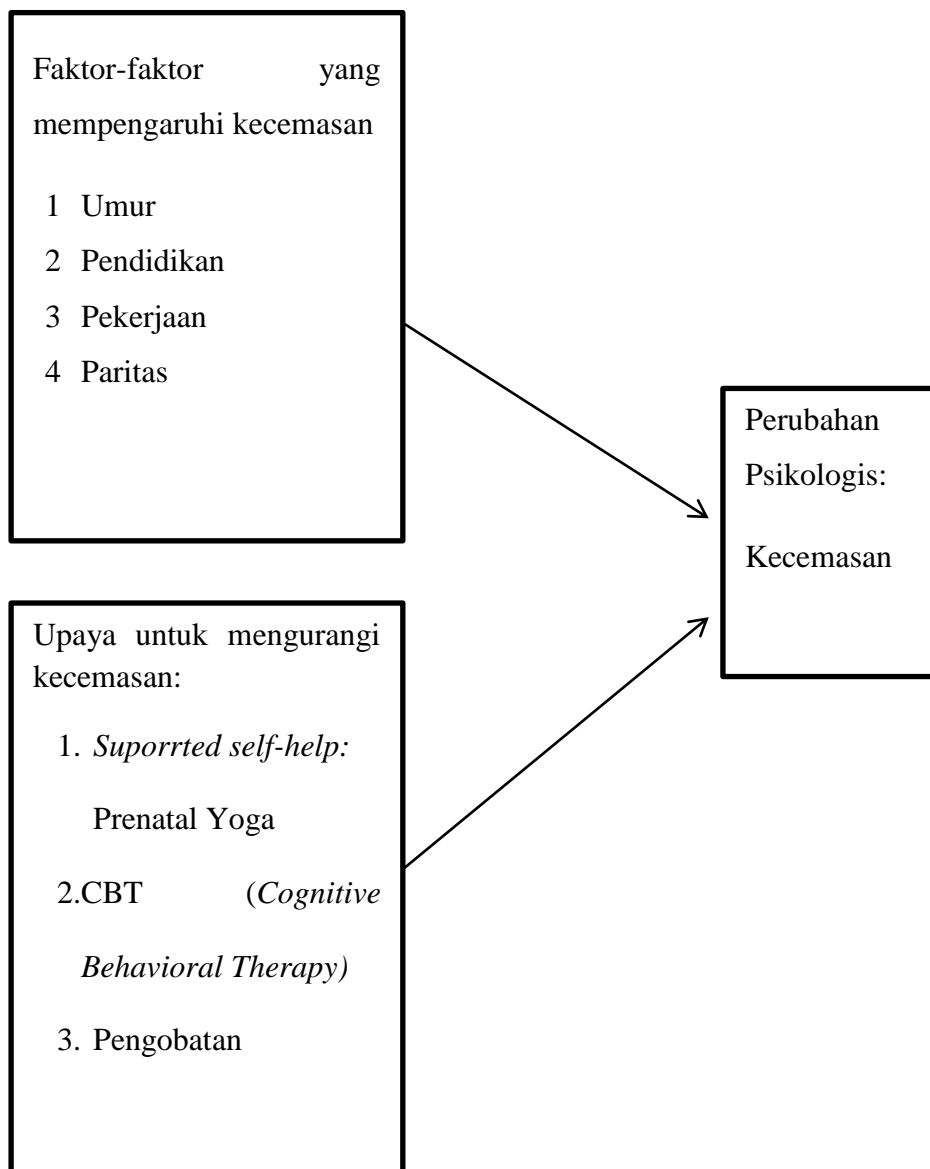 Faktor-faktor yang
mempengaruhi kecemasan
1 Umur
2 Pendidikan
3 Pekerjaan
4 Paritas
Perubahan
Psikologis:
Kecemasan
Upaya untuk mengurangi
kecemasan:
1. Suporrted self-help:
Prenatal Yoga
2.CBT (Cognitive
Behavioral Therapy)
3. Pengobatan